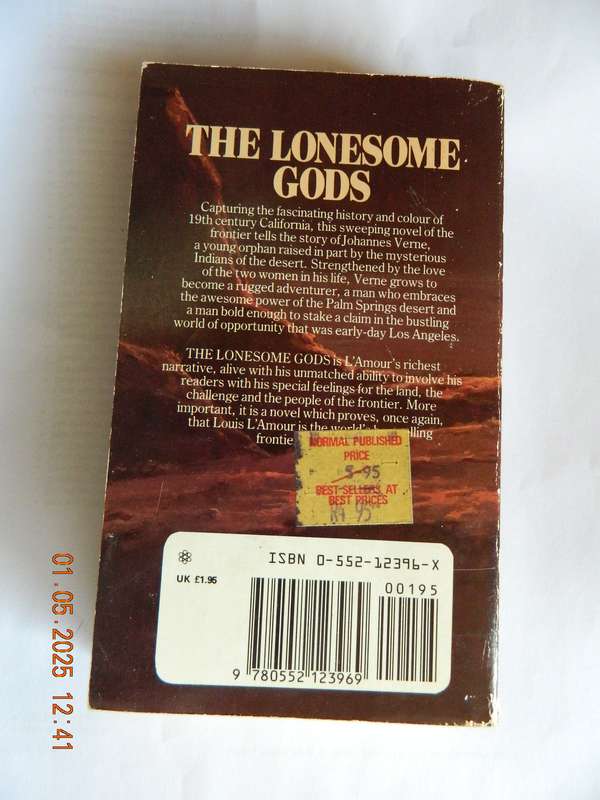 THE LONESOME
GODS
Capturing the fascinating history and colour of
19th century California, this sweeping novel of the
frontier tells the story of Johannes Verne,
a young orphan raised in part by the mysterious
Indians of the desert. Strengthened by the love
of the two women in his life, Verne grows to
become a rugged adventurer, a man who embraces
the awesome power of the Palm Springs desert and
a man bold enough to stake a claim in the bustling
world of opportunity that was early-day Los Angeles.
THE LONESOME GODS is L'Amour's richest
narrative, alive with his unmatched ability to involve his
readers with his special feelings for the land, the
challenge and the people of the frontier. More
important, it is a novel which proves, once again,
that Louis L'Amour is the world's
frontie
NORMAL PUBLISHED
PRICE
5-95
BEST SELLERS AT
BEST PRICES
ISBN 0-552-12396-X
UK £1.95
00195
9 780552 123969
01.05.2025 12:41